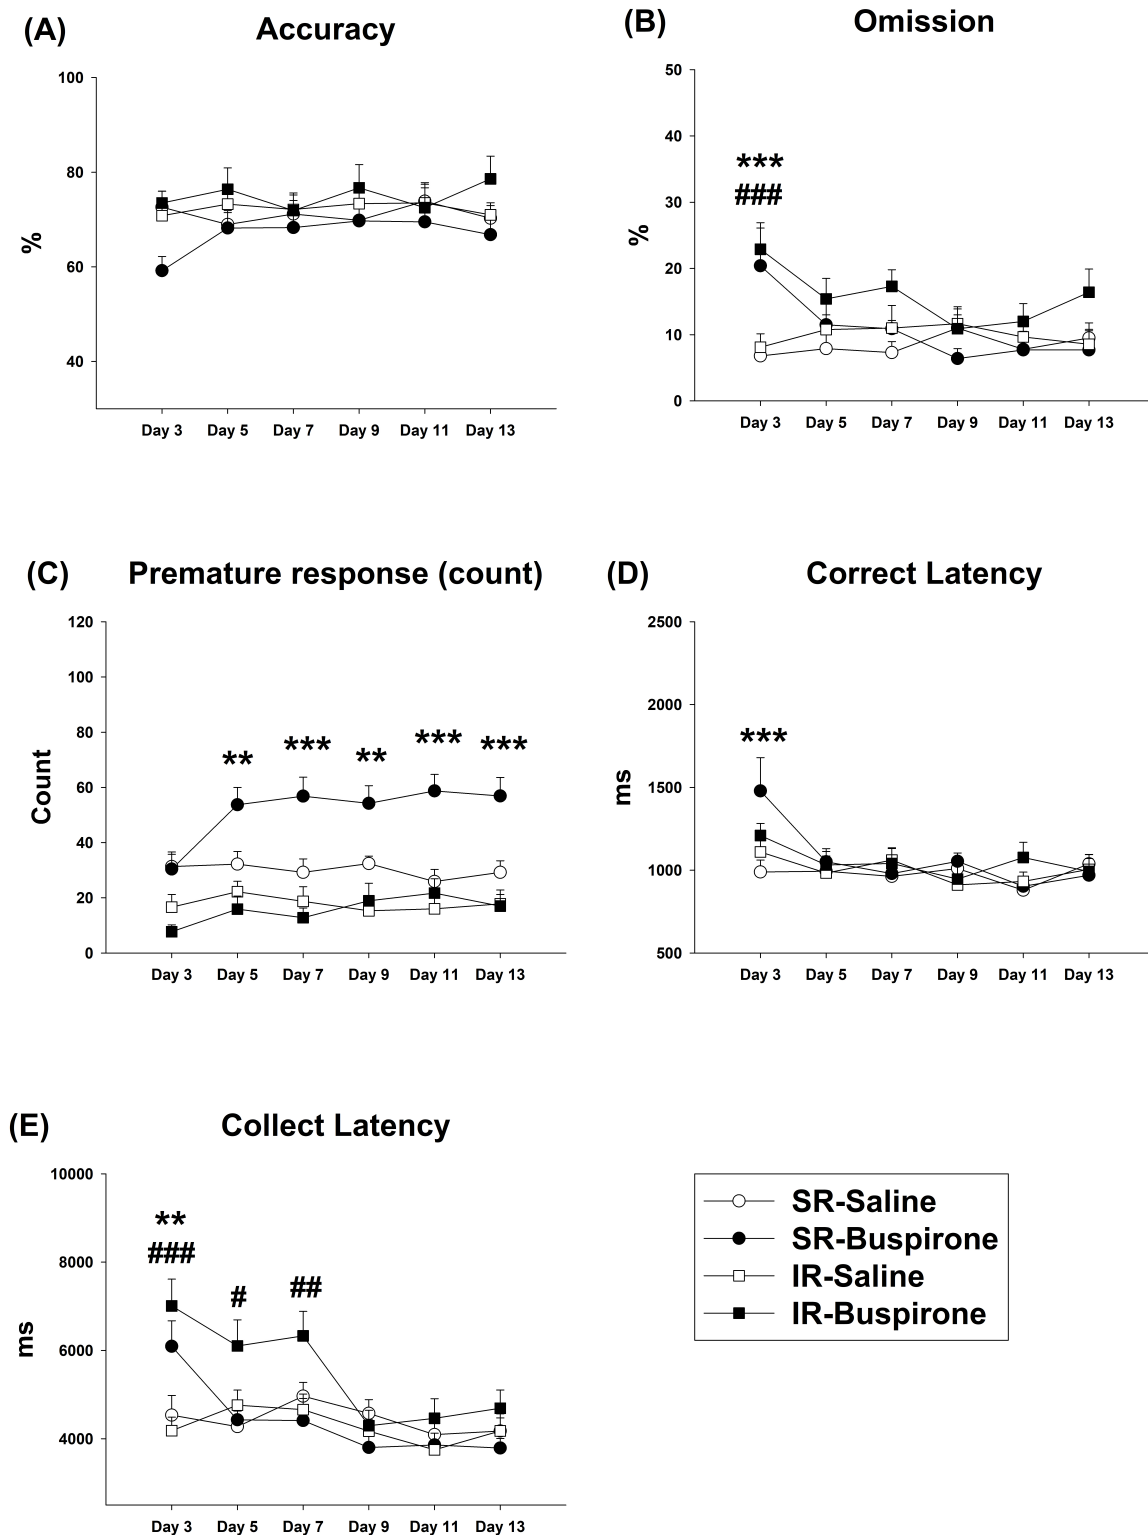 (A) Accuracy
100
80
60
40
%
Day 3 Day 5 Day 7 Day 9 Day 11 Day 13
(B) Omission
50
40
30
20
10
0
%
***
###
Day 3 Day 5 Day 7 Day 9 Day 11 Day 13
(C) Premature response (count)
120
100
80
60
40
20
0
Count
** *** ** *** ***
Day 3 Day 5 Day 7 Day 9 Day 11 Day 13
(D) Correct Latency
2500
2000
1500
1000
500
ms
***
Day 3 Day 5 Day 7 Day 9 Day 11 Day 13
(E) Collect Latency
10000
8000
6000
4000
ms
**
### # ##
Day 3 Day 5 Day 7 Day 9 Day 11 Day 13
SR-Saline
SR-Buspirone
IR-Saline
IR-Buspirone